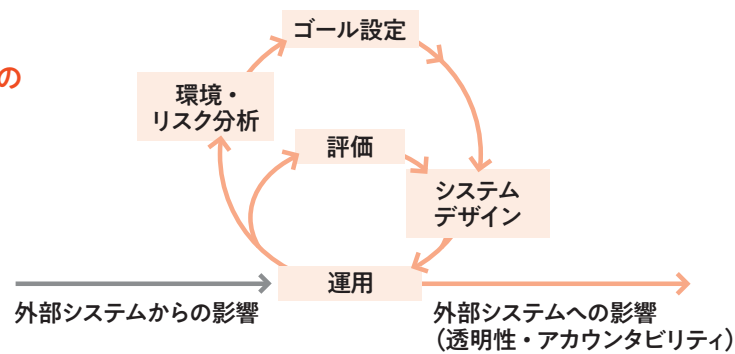 ゴール設定
の
環境・
リスク分析
評価
システム
デザイン
運用
外部システムからの影響
外部システムへの影響
（透明性・アカウンタビリティ）